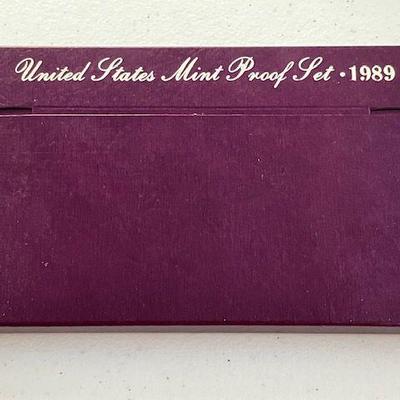 United States Mint Proof Set • 1989